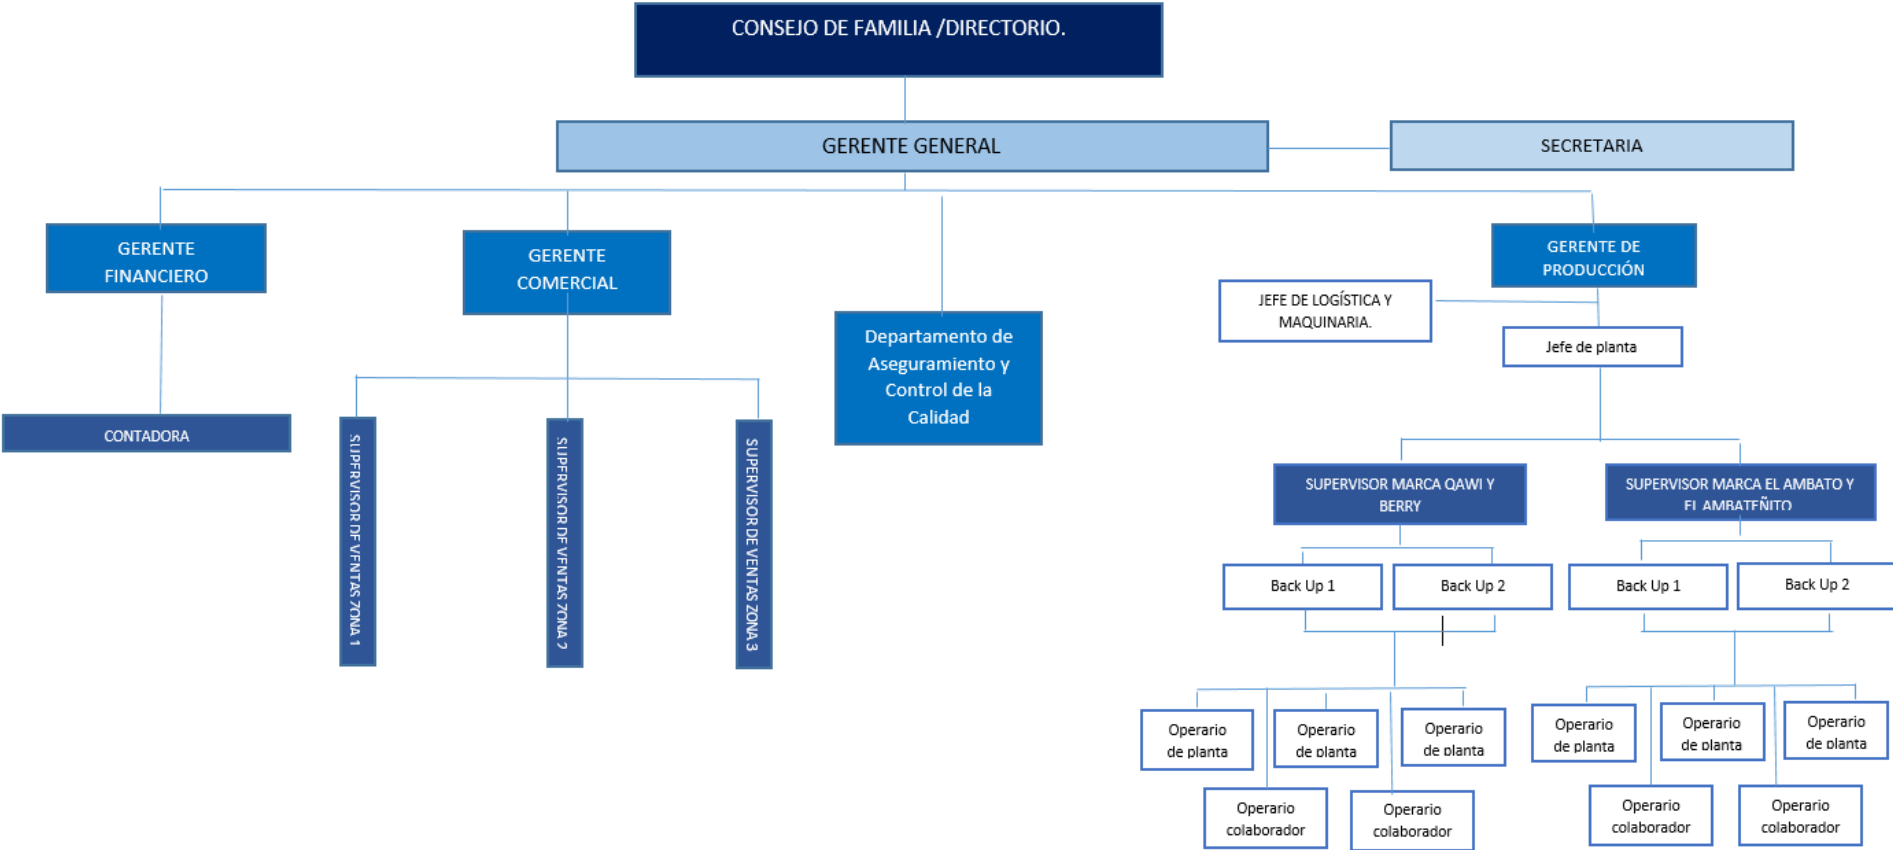 CONSEJO DE FAMILIA /DIRECTORIO.
GERENTE GENERAL
SECRETARIA
GERENTE
FINANCIERO
GERENTE
COMERCIAL
GERENTE DE
PRODUCCIÓN
JEFE DE LOGÍSTICA Y
MAQUINARIA.
Jefe de planta
Departamento de
Aseguramiento y
Control de la
Calidad
CONTADORA
SUPERVISOR DE VENTAS ZONA 1
SUPERVISOR DE VENTAS ZONA 2
SUPERVISOR DE VENTAS ZONA 3
SUPERVISOR MARCA QAWI Y
BERRY
SUPERVISOR MARCA EL AMBATO Y
EL AMBATEÑITO
Back Up 1
Back Up 2
Back Up 1
Back Up 2
Operario
de planta
Operario
de planta
Operario
de planta
Operario
de planta
Operario
de planta
Operario
de planta
Operario
colaborador
Operario
colaborador
Operario
colaborador
Operario
colaborador